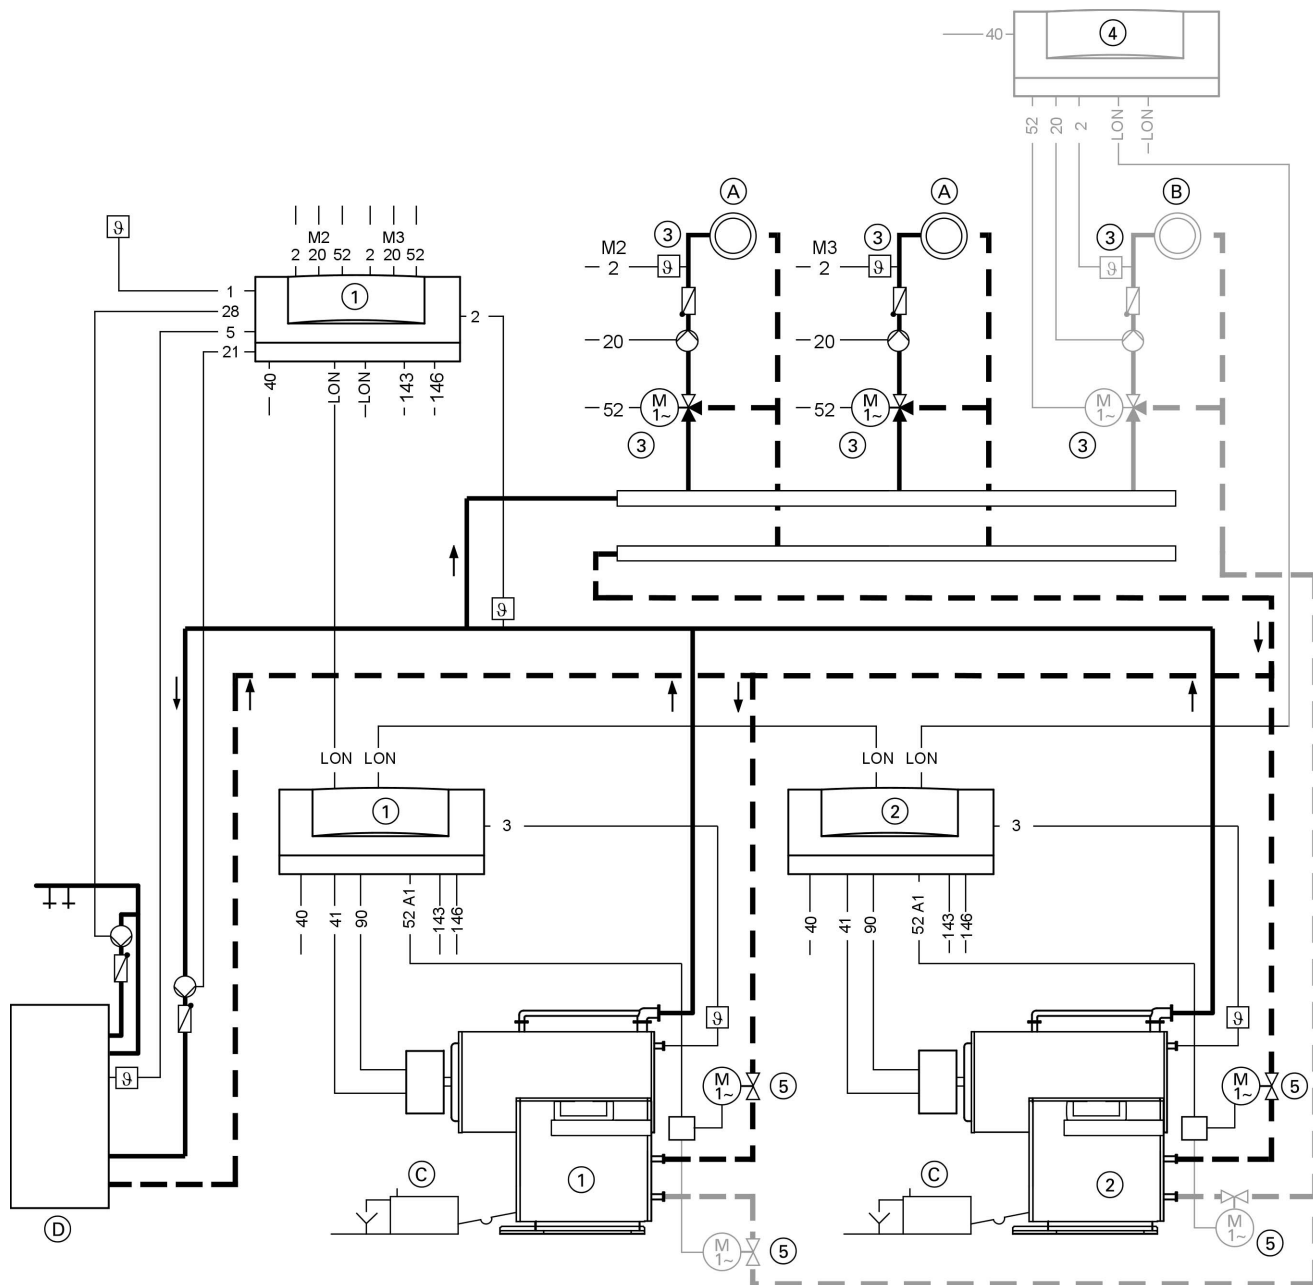 4
40
52 20 2 LON LON
A A B
ϑ
M2 M3
2 20 52 2 20 52
1
1
28
5
21
2
40 LON LON 143 146
3 3 3
M2 M3
2 ϑ 2 ϑ ϑ
20 20
52 M 1~ 52 M 1~ M 1~
3 3 3
ϑ
LON LON LON LON
1 2
3 3
40 41 90 52 A1 143 146
40 41 90 52 A1 143 146
ϑ ϑ
ϑ
M 1~ 5 M 1~ 5
C 1 C 2
D
M 1~ 5 M 1~ 5